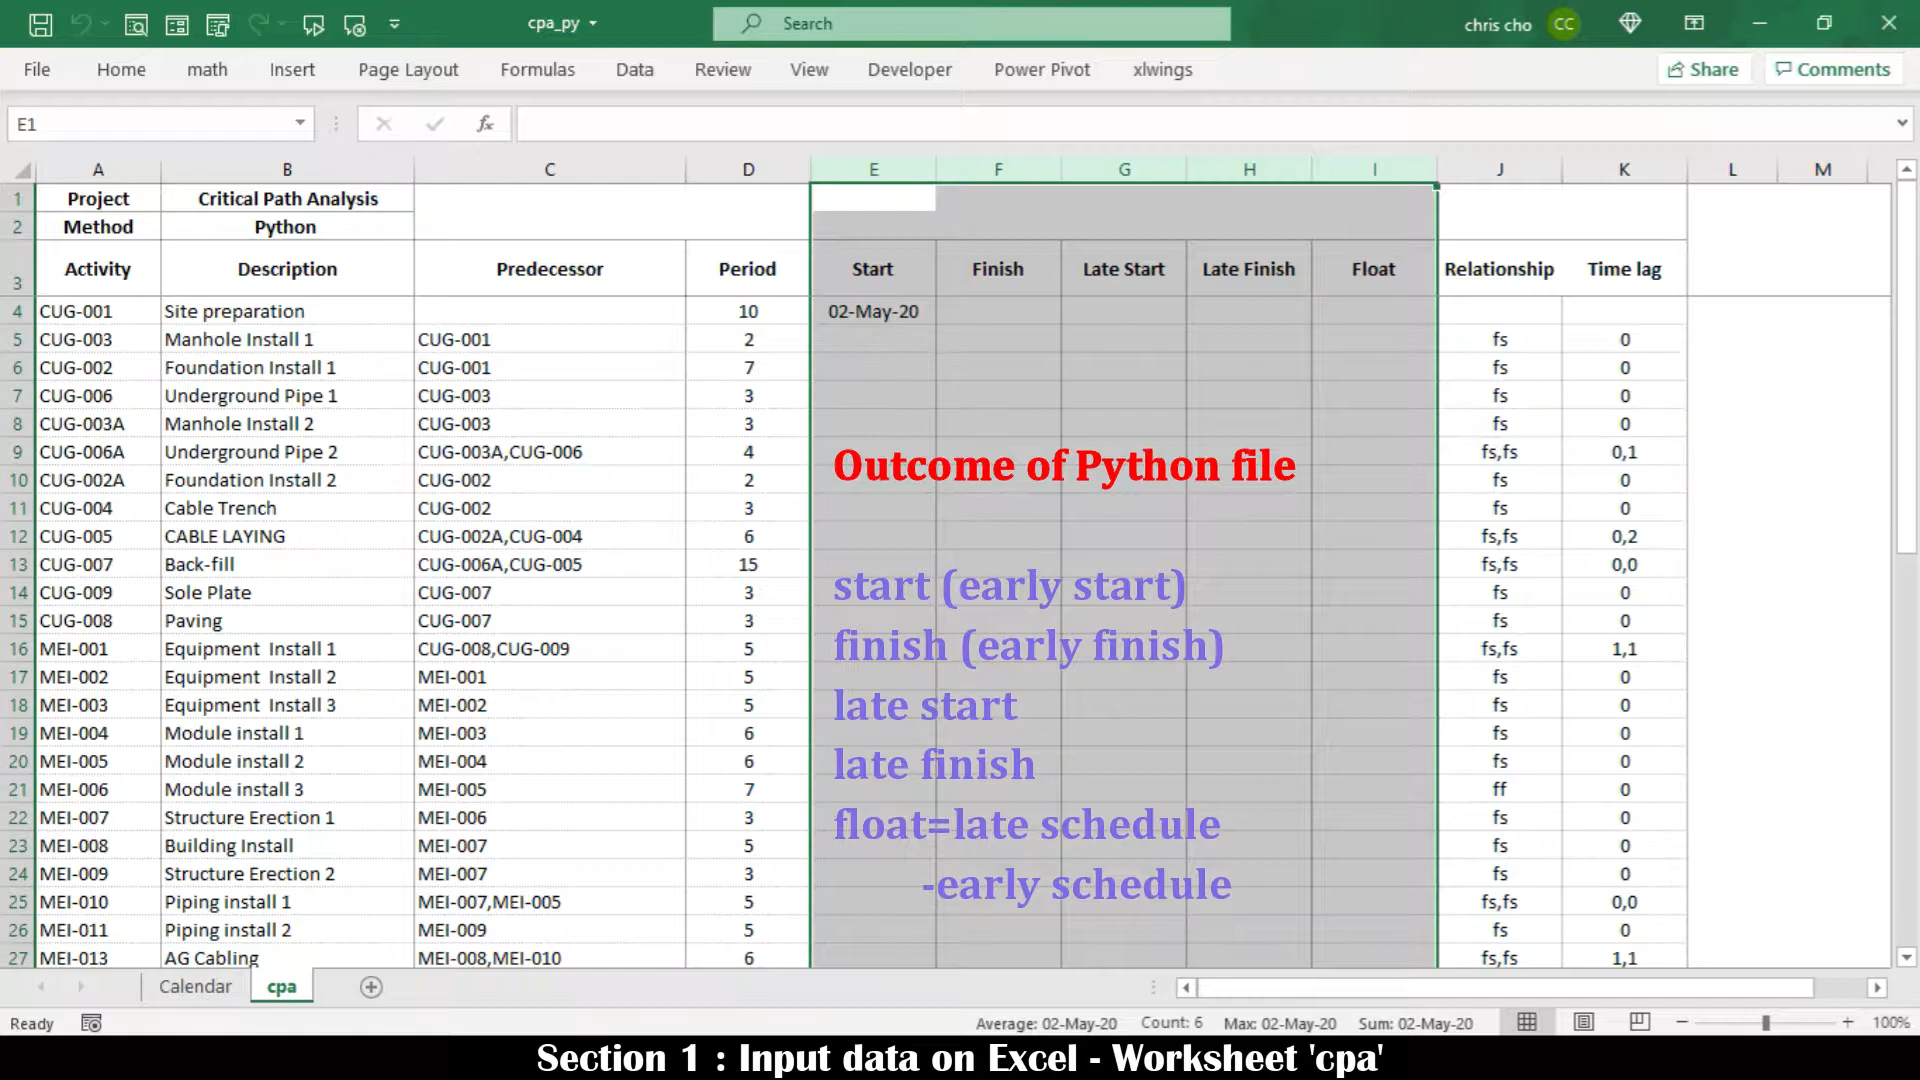 cpa_py
Search
chris cho CC
File Home math Insert Page Layout Formulas Data Review View Developer Power Pivot xlwings Share Comments
E1 fx
A B C D E F G H I J K L M
1 Project Critical Path Analysis
2 Method Python
3 Activity Description Predecessor Period Start Finish Late Start Late Finish Float Relationship Time lag
4 CUG-001 Site preparation 10 02-May-20
5 CUG-003 Manhole Install 1 CUG-001 2 fs 0
6 CUG-002 Foundation Install 1 CUG-001 7 fs 0
7 CUG-006 Underground Pipe 1 CUG-003 3 fs 0
8 CUG-003A Manhole Install 2 CUG-003 3 fs 0
9 CUG-006A Underground Pipe 2 CUG-003A,CUG-006 4 fs,fs 0,1
10 CUG-002A Foundation Install 2 CUG-002 2 fs 0
11 CUG-004 Cable Trench CUG-002 3 fs 0
12 CUG-005 CABLE LAYING CUG-002A,CUG-004 6 fs,fs 0,2
13 CUG-007 Back-fill CUG-006A,CUG-005 15 fs,fs 0,0
14 CUG-009 Sole Plate CUG-007 3 fs 0
15 CUG-008 Paving CUG-007 3 fs 0
16 MEI-001 Equipment Install 1 CUG-008,CUG-009 5 fs,fs 1,1
17 MEI-002 Equipment Install 2 MEI-001 5 fs 0
18 MEI-003 Equipment Install 3 MEI-002 5 fs 0
19 MEI-004 Module install 1 MEI-003 6 fs 0
20 MEI-005 Module install 2 MEI-004 6 fs 0
21 MEI-006 Module install 3 MEI-005 7 ff 0
22 MEI-007 Structure Erection 1 MEI-006 3 fs 0
23 MEI-008 Building Install MEI-007 5 fs 0
24 MEI-009 Structure Erection 2 MEI-007 3 fs 0
25 MEI-010 Piping install 1 MEI-007,MEI-005 5 fs,fs 0,0
26 MEI-011 Piping install 2 MEI-009 5 fs 0
27 MEI-013 AG Cabling MEI-008,MEI-010 6 fs,fs 1,1
Outcome of Python file
start (early start)
finish (early finish)
late start
late finish
float=late schedule
-early schedule
Calendar cpa
Ready Average: 02-May-20 Count: 6 Max: 02-May-20 Sum: 02-May-20 100%
Section 1 : Input data on Excel - Worksheet 'cpa'